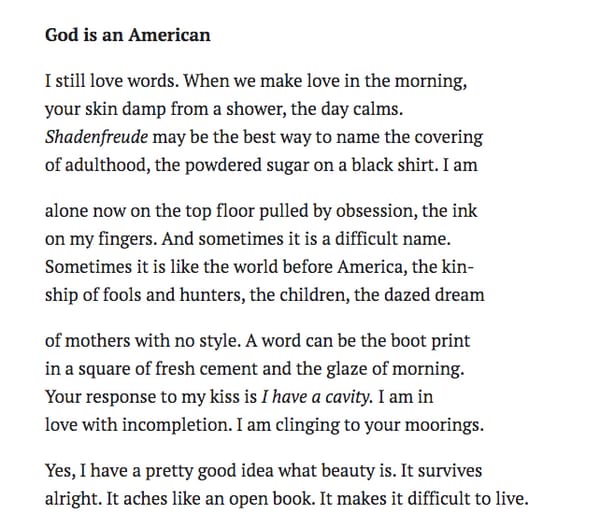 God is an American
I still love words. When we make love in the morning,
your skin damp from a shower, the day calms.
Shadenfreude may be the best way to name the covering
of adulthood, the powdered sugar on a black shirt. I am
alone now on the top floor pulled by obsession, the ink
on my fingers. And sometimes it is a difficult name.
Sometimes it is like the world before America, the kin-
ship of fools and hunters, the children, the dazed dream
of mothers with no style. A word can be the boot print
in a square of fresh cement and the glaze of morning.
Your response to my kiss is I have a cavity. I am in
love with incompletion. I am clinging to your moorings.
Yes, I have a pretty good idea what beauty is. It survives
alright. It aches like an open book. It makes it difficult to live.